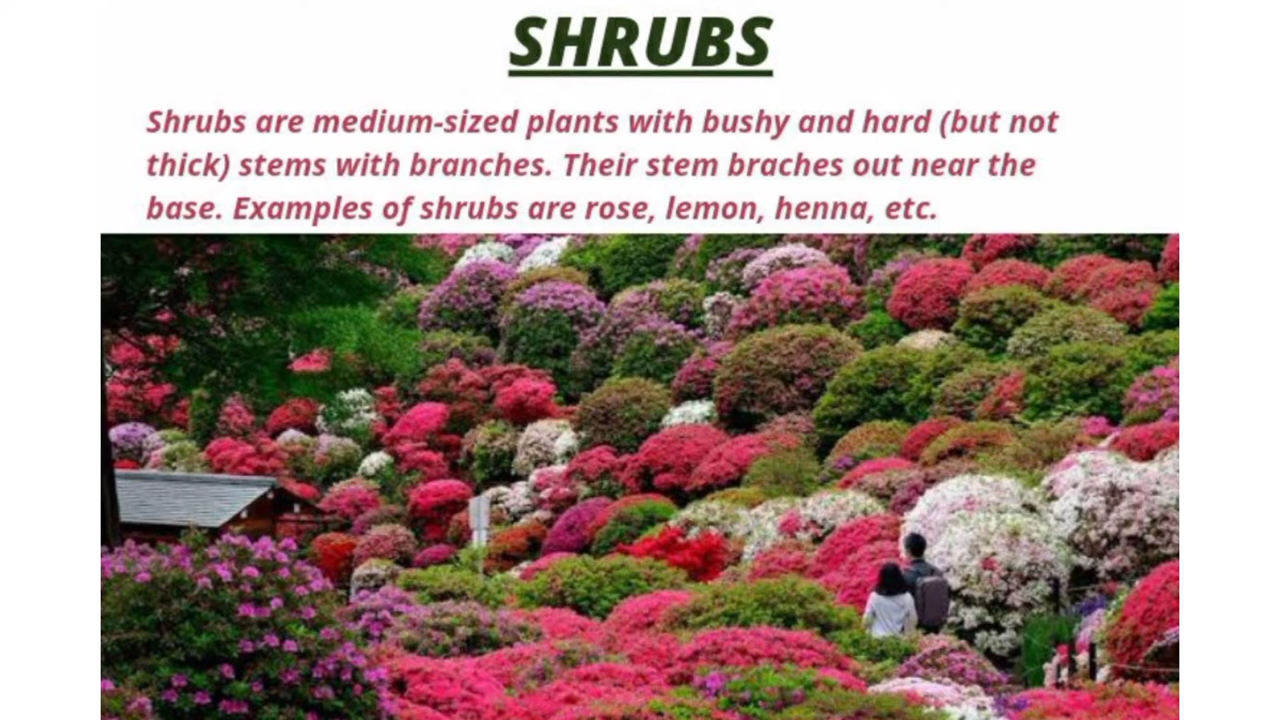 SHRUBS
Shrubs are medium-sized plants with bushy and hard (but not
thick) stems with branches. Their stem braches out near the
base. Examples of shrubs are rose, lemon, henna, etc.